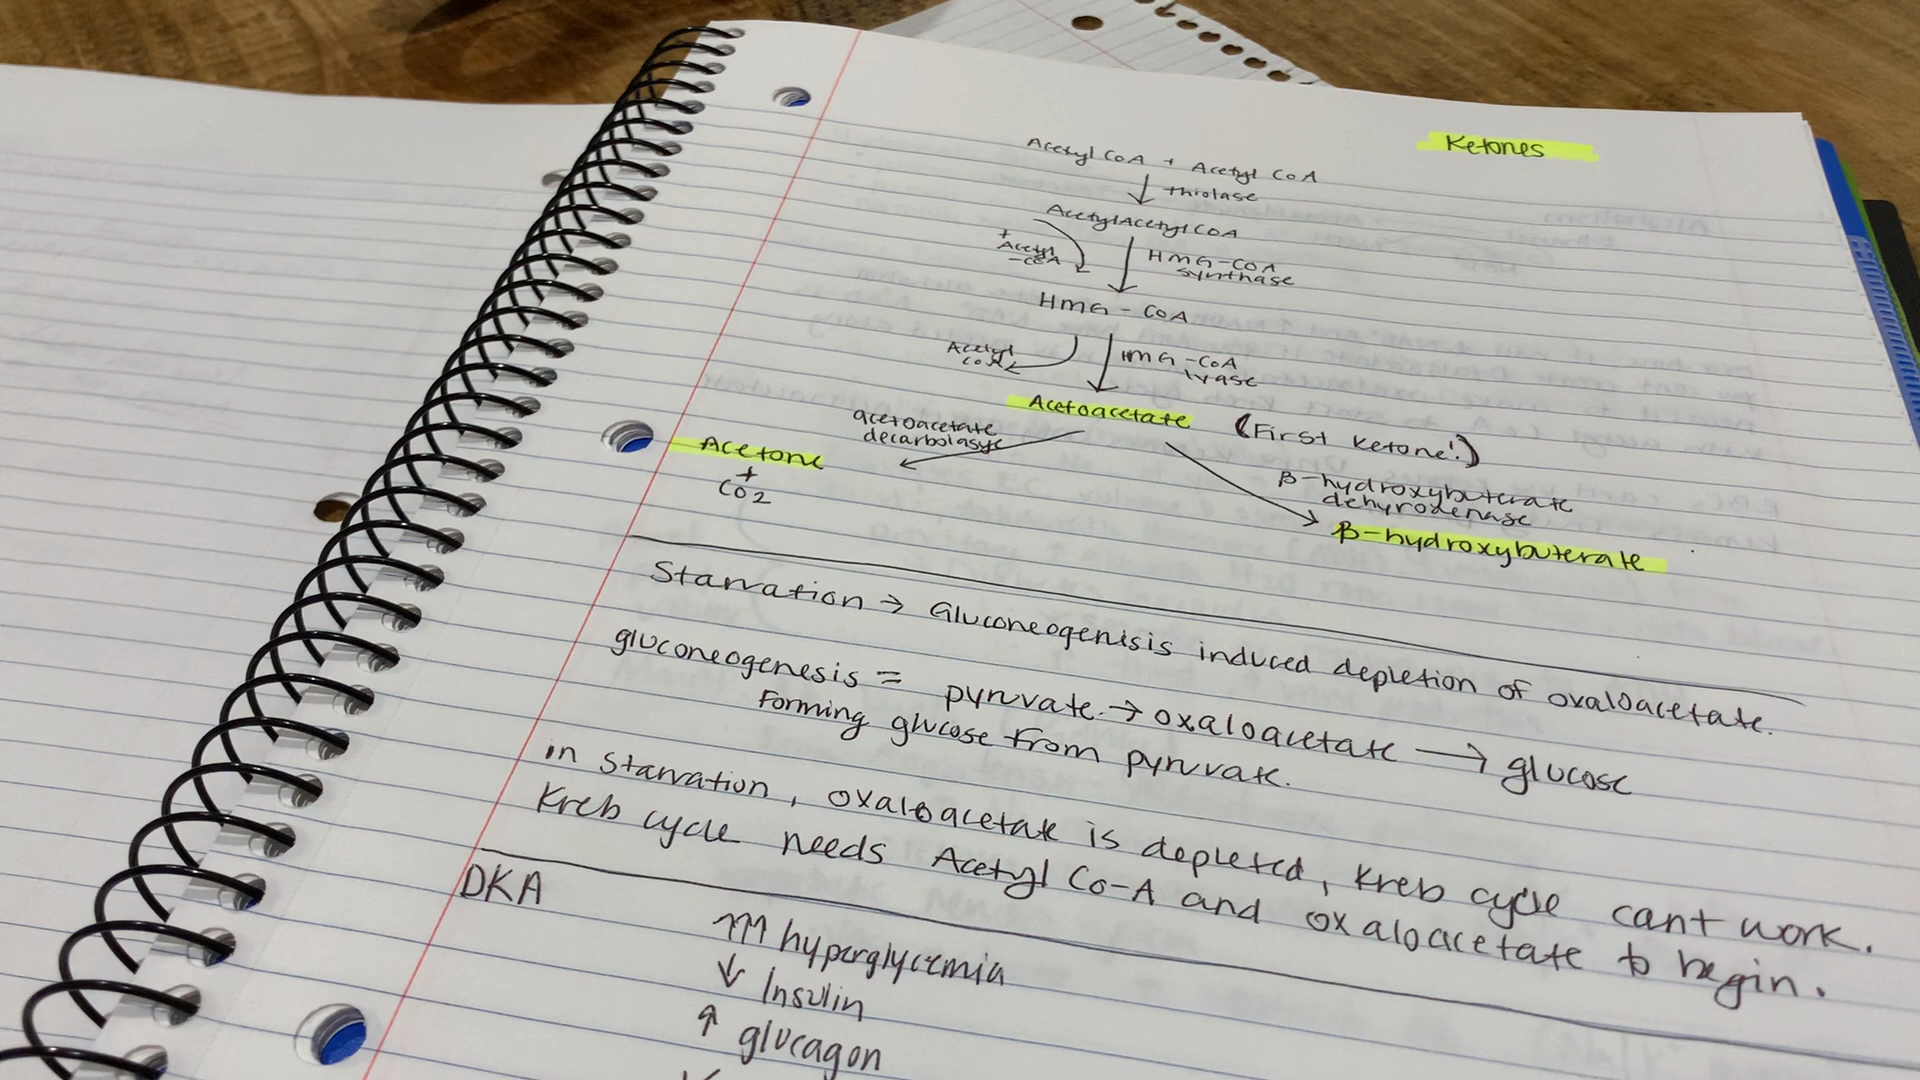 Ketones
Acetyl CoA + Acetyl CoA
↓ thiolase
AcetylAcetyl COA
+ Acetyl
-COA
HMG-COA
synthase
HMG - COA
Acetyl
COA
HMG-COA
lyase
Acetoacetate (First Ketone!)
acetoacetate
decarbolasyte
Acetone
+
CO2
β-hydroxybuterate
dehyrodenase
β-hydroxybuterate
Starvation → Gluconeogenisis induced depletion of oxaloacetate.
gluconeogenesis = pyruvate → oxaloacetate → glucose
Forming glucose from pyruvate.
in starvation, oxaloacetate is depleted, Kreb cycle cant work.
Kreb cycle needs Acetyl Co-A and oxaloacetate to begin.
DKA
↑↑↑ hyperglycemia
↓ Insulin
↑ glucagon